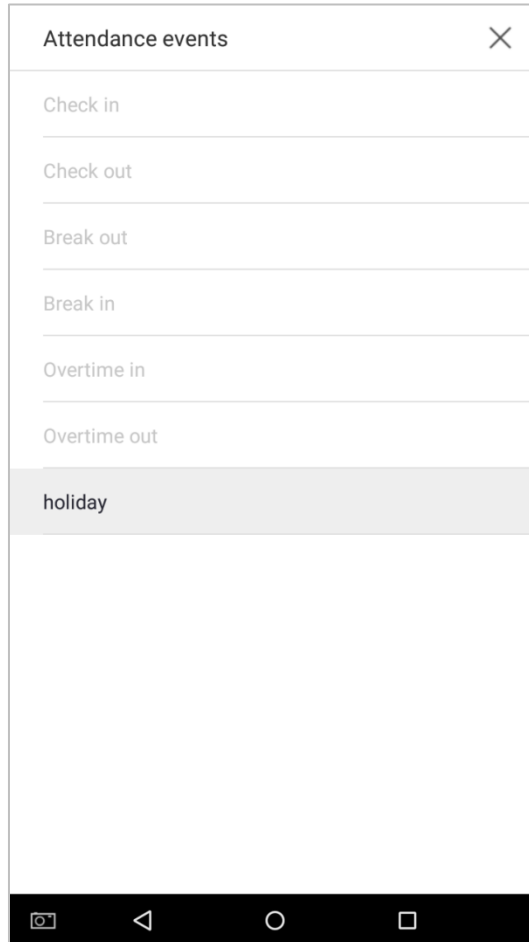 Attendance events
Check in
Check out
Break out
Break in
Overtime in
Overtime out
holiday